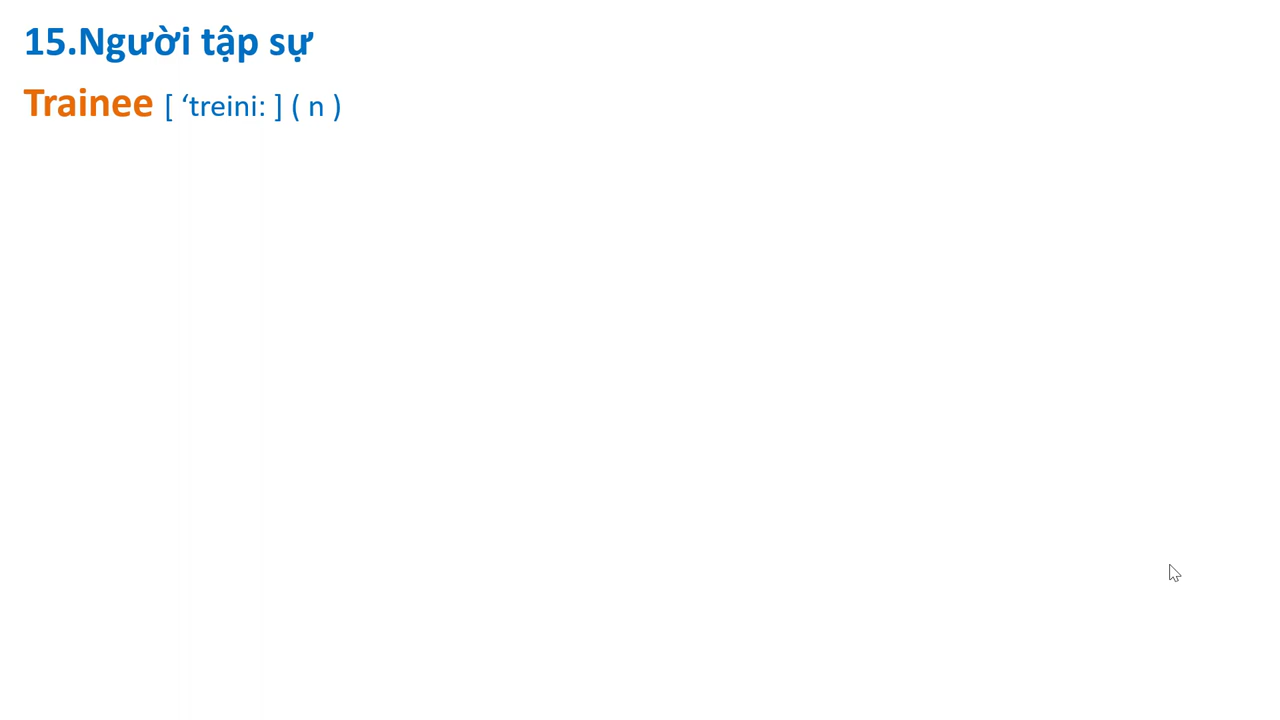 15.Người tập sự
Trainee [ ‘treini: ] ( n )